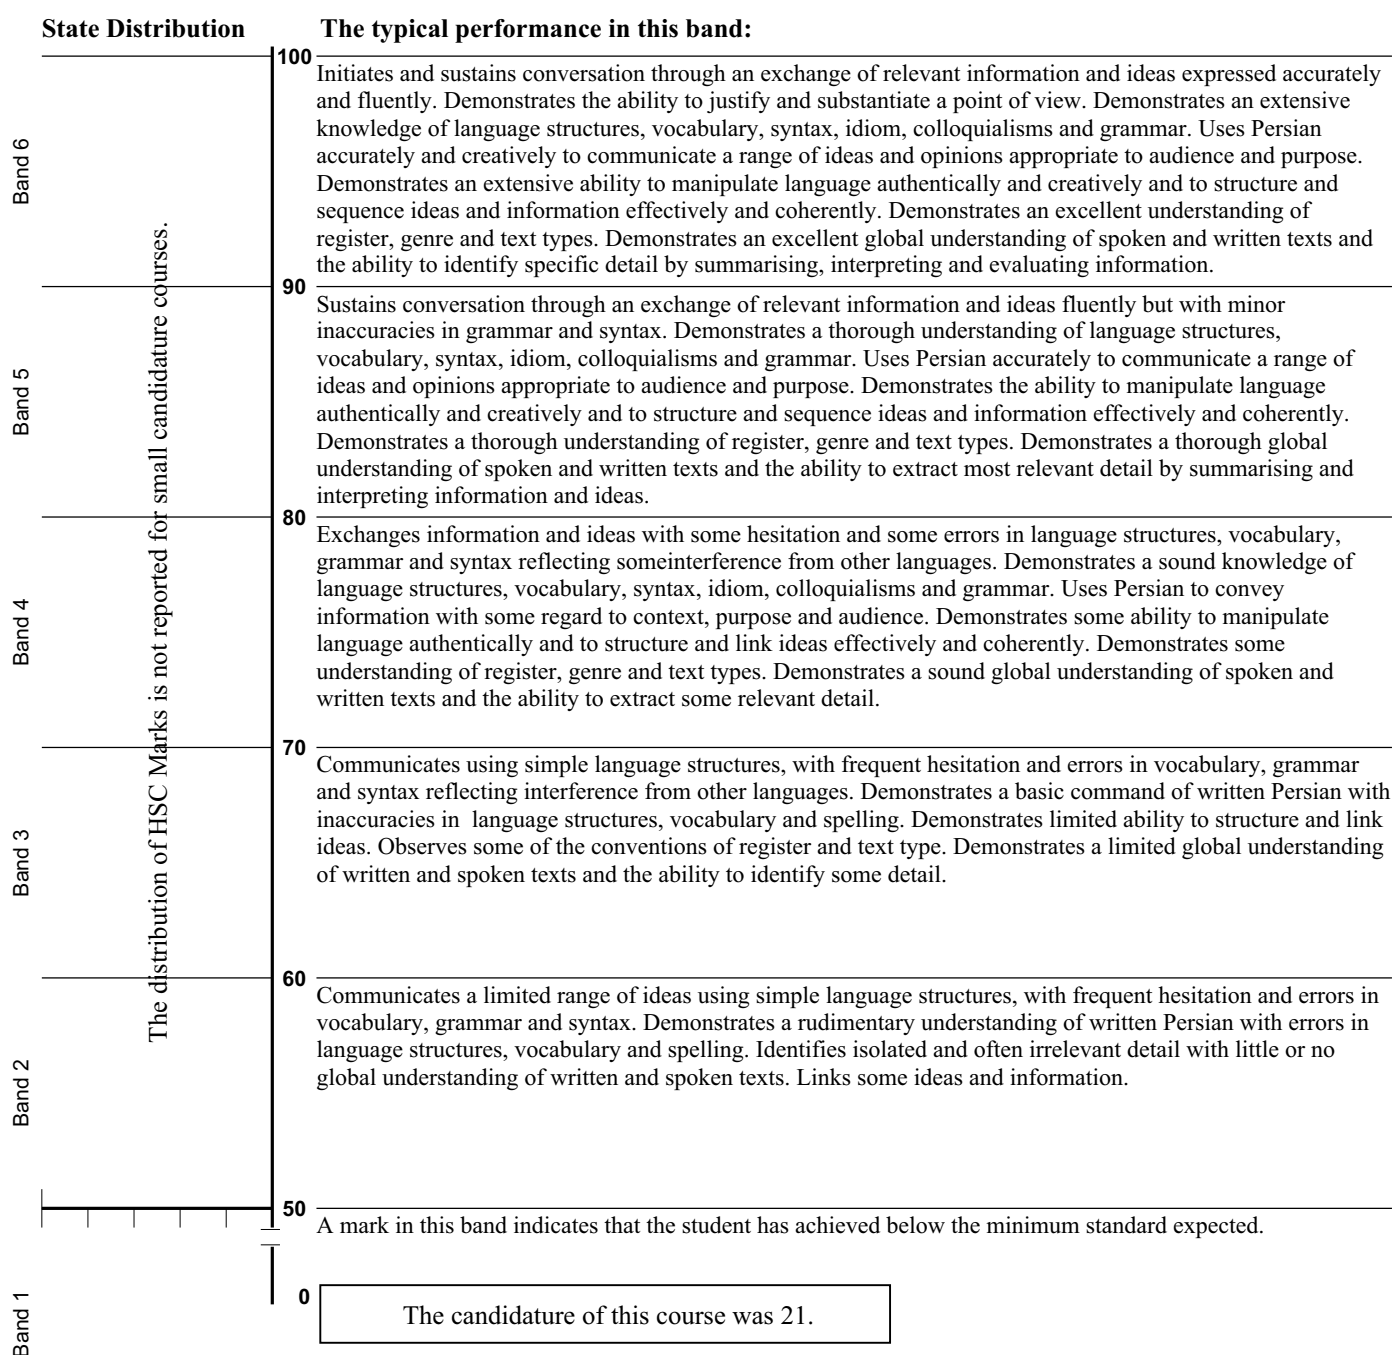 State Distribution
The typical performance in this band:
100
Band 6
Initiates and sustains conversation through an exchange of relevant information and ideas expressed accurately
and fluently. Demonstrates the ability to justify and substantiate a point of view. Demonstrates an extensive
knowledge of language structures, vocabulary, syntax, idiom, colloquialisms and grammar. Uses Persian
accurately and creatively to communicate a range of ideas and opinions appropriate to audience and purpose.
Demonstrates an extensive ability to manipulate language authentically and creatively and to structure and
sequence ideas and information effectively and coherently. Demonstrates an excellent understanding of
register, genre and text types. Demonstrates an excellent global understanding of spoken and written texts and
the ability to identify specific detail by summarising, interpreting and evaluating information.
90
Band 5
Sustains conversation through an exchange of relevant information and ideas fluently but with minor
inaccuracies in grammar and syntax. Demonstrates a thorough understanding of language structures,
vocabulary, syntax, idiom, colloquialisms and grammar. Uses Persian accurately to communicate a range of
ideas and opinions appropriate to audience and purpose. Demonstrates the ability to manipulate language
authentically and creatively and to structure and sequence ideas and information effectively and coherently.
Demonstrates a thorough understanding of register, genre and text types. Demonstrates a thorough global
understanding of spoken and written texts and the ability to extract most relevant detail by summarising and
interpreting information and ideas.
80
Band 4
Exchanges information and ideas with some hesitation and some errors in language structures, vocabulary,
grammar and syntax reflecting someinterference from other languages. Demonstrates a sound knowledge of
language structures, vocabulary, syntax, idiom, colloquialisms and grammar. Uses Persian to convey
information with some regard to context, purpose and audience. Demonstrates some ability to manipulate
language authentically and to structure and link ideas effectively and coherently. Demonstrates some
understanding of register, genre and text types. Demonstrates a sound global understanding of spoken and
written texts and the ability to extract some relevant detail.
The distribution of HSC Marks is not reported for small candidature courses.
70
Band 3
Communicates using simple language structures, with frequent hesitation and errors in vocabulary, grammar
and syntax reflecting interference from other languages. Demonstrates a basic command of written Persian with
inaccuracies in language structures, vocabulary and spelling. Demonstrates limited ability to structure and link
ideas. Observes some of the conventions of register and text type. Demonstrates a limited global understanding
of written and spoken texts and the ability to identify some detail.
60
Band 2
Communicates a limited range of ideas using simple language structures, with frequent hesitation and errors in
vocabulary, grammar and syntax. Demonstrates a rudimentary understanding of written Persian with errors in
language structures, vocabulary and spelling. Identifies isolated and often irrelevant detail with little or no
global understanding of written and spoken texts. Links some ideas and information.
50
A mark in this band indicates that the student has achieved below the minimum standard expected.
0
Band 1
The candidature of this course was 21.